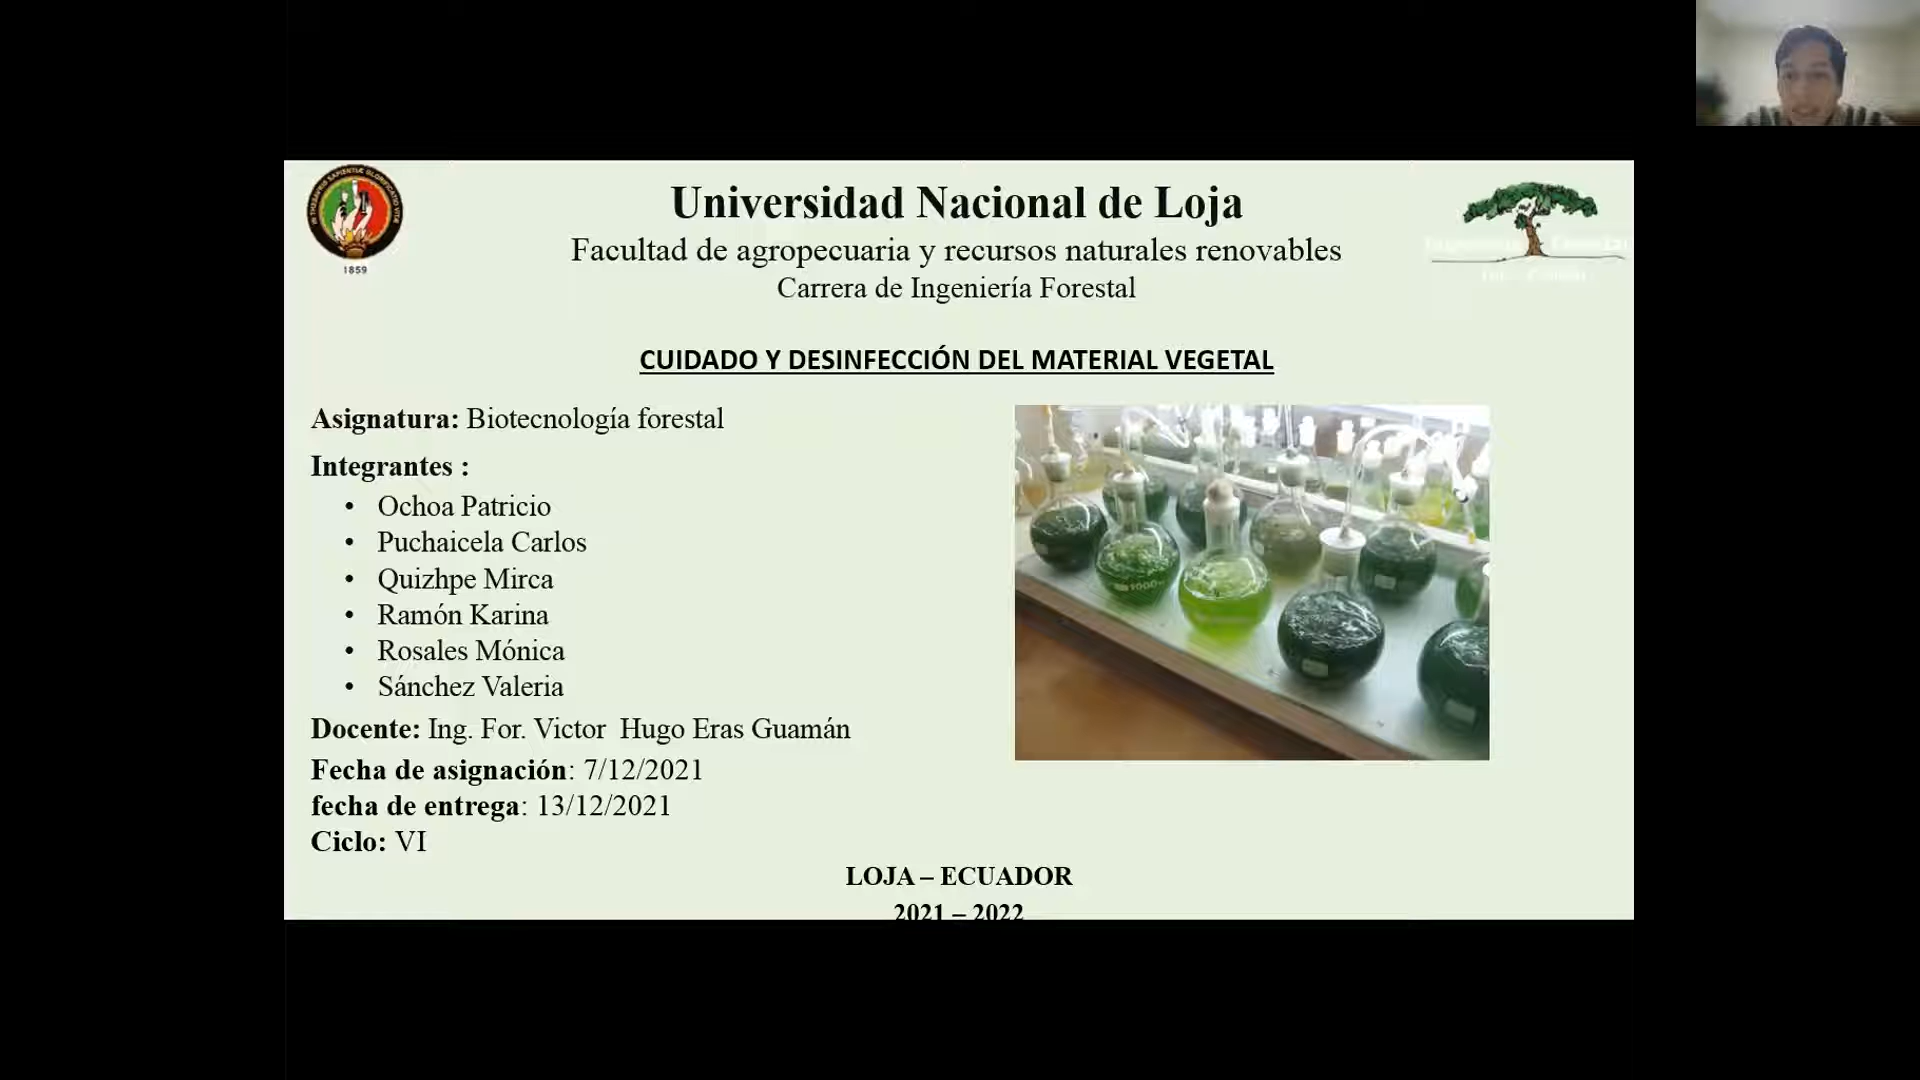 1859
Universidad Nacional de Loja
Facultad de agropecuaria y recursos naturales renovables
Carrera de Ingeniería Forestal
CUIDADO Y DESINFECCIÓN DEL MATERIAL VEGETAL
Asignatura: Biotecnología forestal
Integrantes :
• Ochoa Patricio
• Puchaicela Carlos
• Quizhpe Mirca
• Ramón Karina
• Rosales Mónica
• Sánchez Valeria
Docente: Ing. For. Victor  Hugo Eras Guamán
Fecha de asignación: 7/12/2021
fecha de entrega: 13/12/2021
Ciclo: VI
LOJA – ECUADOR
2021 – 2022